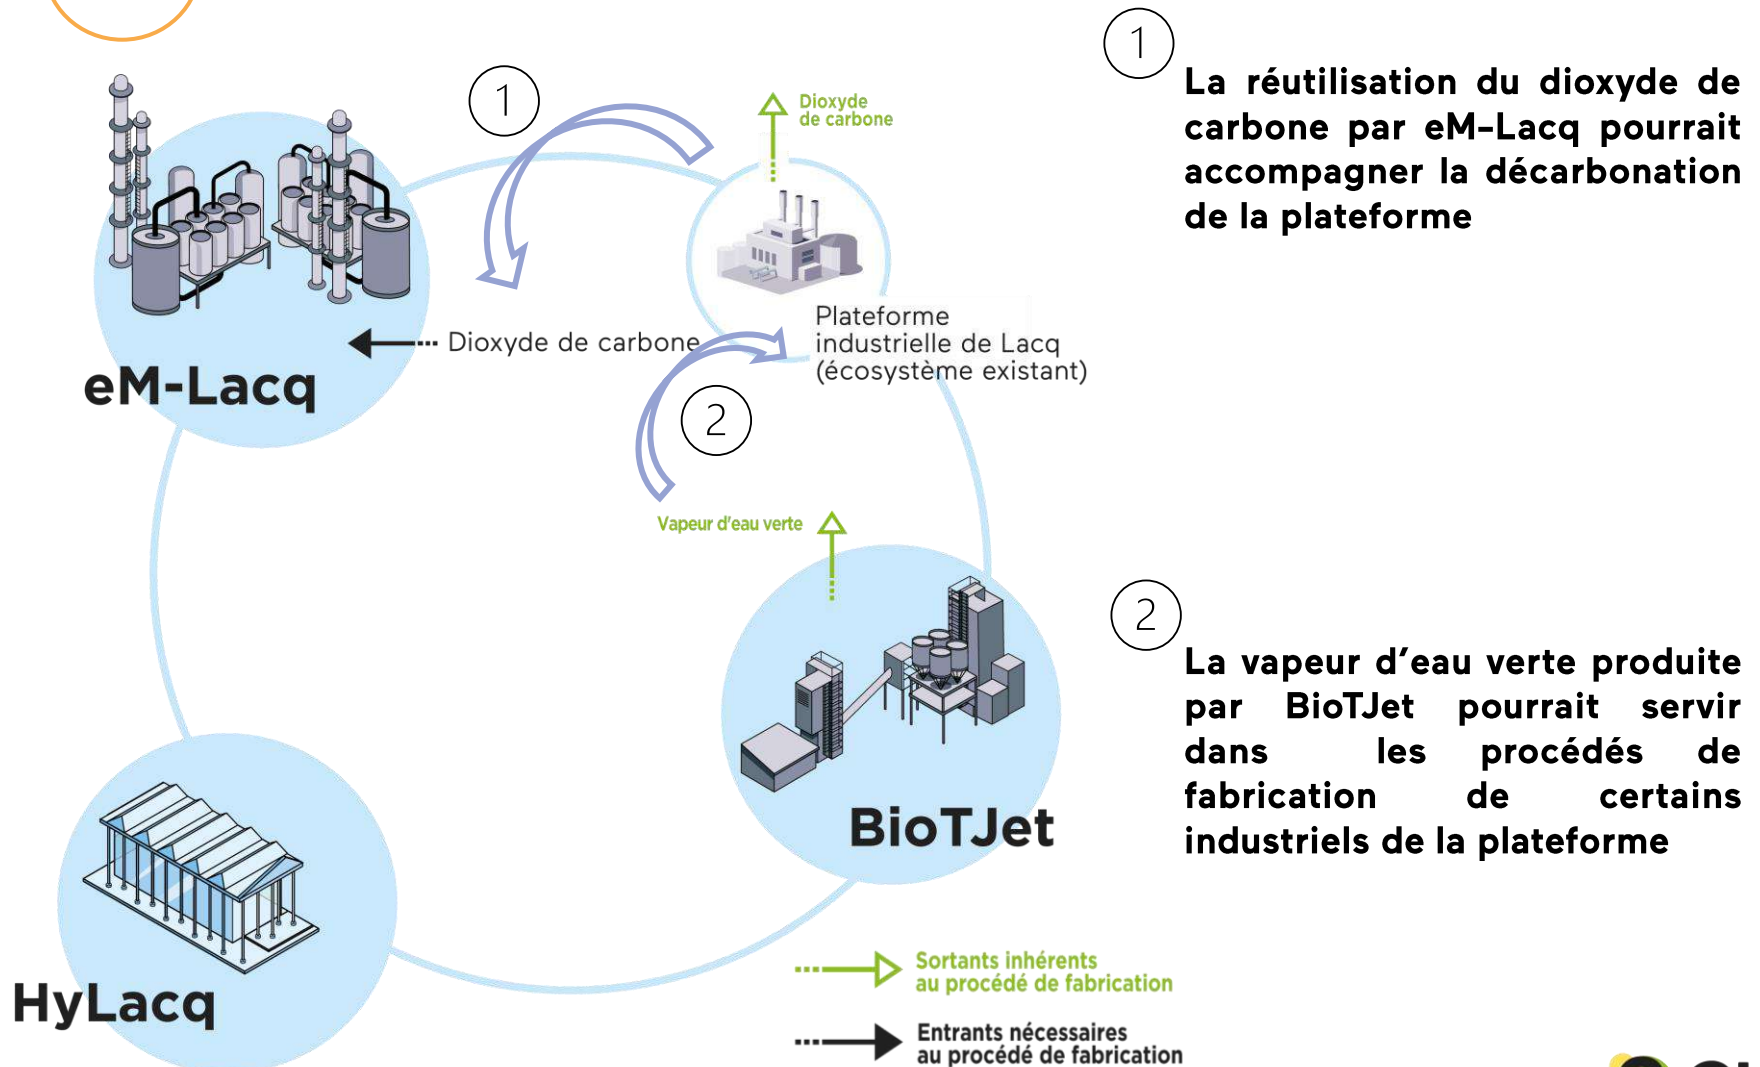 1
La réutilisation du dioxyde de
carbone par eM-Lacq pourrait
accompagner la décarbonation
de la plateforme
1
Dioxyde
de carbone
Plateforme
industrielle de Lacq
(écosystème existant)
Dioxyde de carbone
eM-Lacq
2
Vapeur d'eau verte
2
La vapeur d’eau verte produite
par BioTJet pourrait servir
dans les procédés de
fabrication de certains
industriels de la plateforme
BioTJet
HyLacq
Sortants inhérents
au procédé de fabrication
Entrants nécessaires
au procédé de fabrication